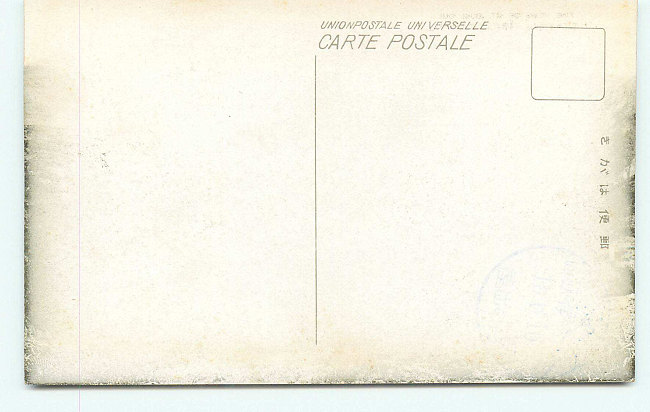 UNIONPOSTALE UNIVERSELLE
CARTE POSTALE
きがは便郵